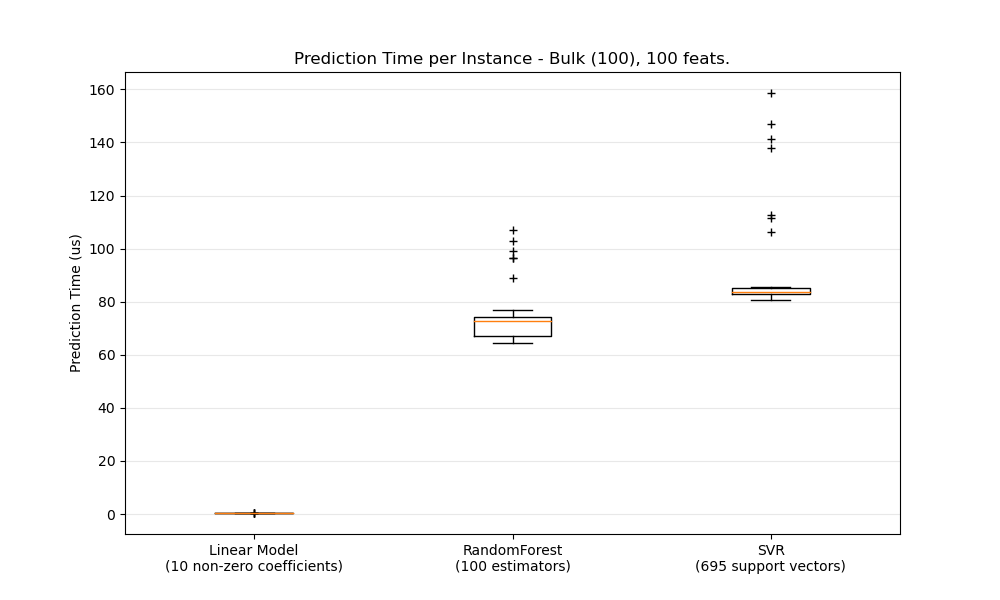 Prediction Time per Instance - Bulk (100), 100 feats.
160
140
120
100
80
60
40
20
0
Prediction Time (us)
Linear Model
(10 non-zero coefficients)
RandomForest
(100 estimators)
SVR
(695 support vectors)